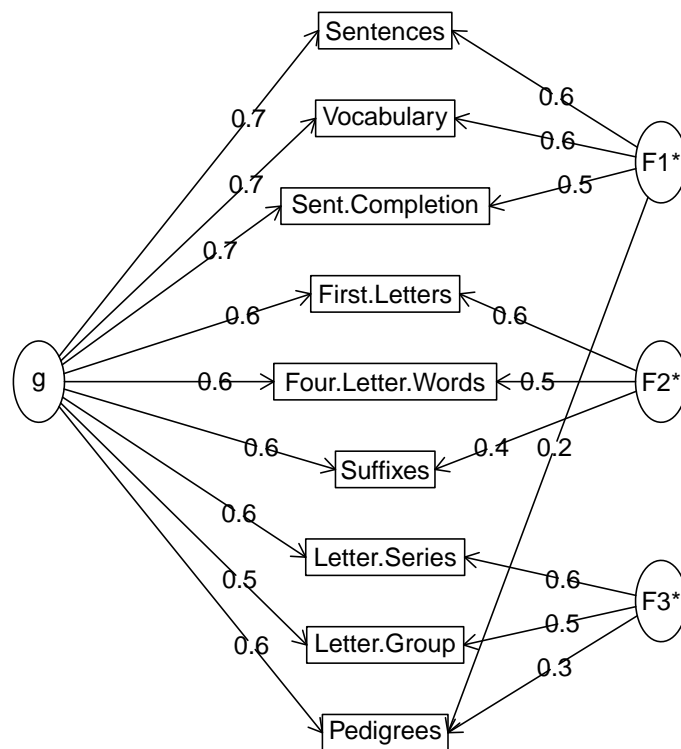 Sentences
0.6
0.7
Vocabulary
0.6
F1*
0.7
0.5
Sent.Completion
0.7
First.Letters
0.6
0.6
g
0.6
Four.Letter.Words
0.5
F2*
0.6
Suffixes
0.4
0.2
0.6
Letter.Series
0.5
0.6
F3*
0.5
Letter.Group
0.6
0.3
Pedigrees